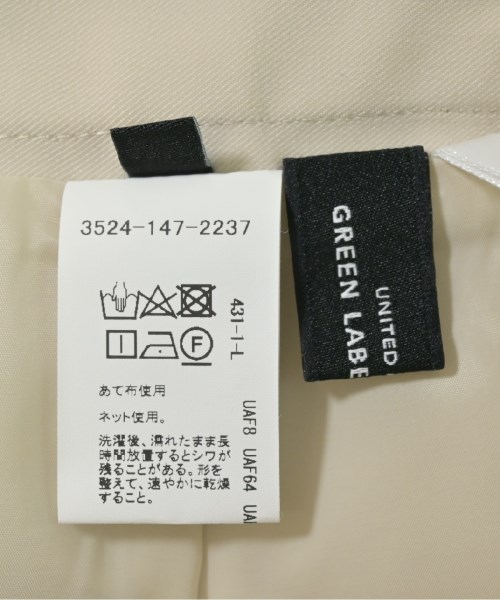 3524-147-2237
431-1-L
あて布使用
ネット使用。
洗濯後、濡れたまま長
時間放置するとシワが
残ることがある。形を
整えて、速やかに乾燥
すること。
UAF8 UAF64
UNITED
GREEN LABE